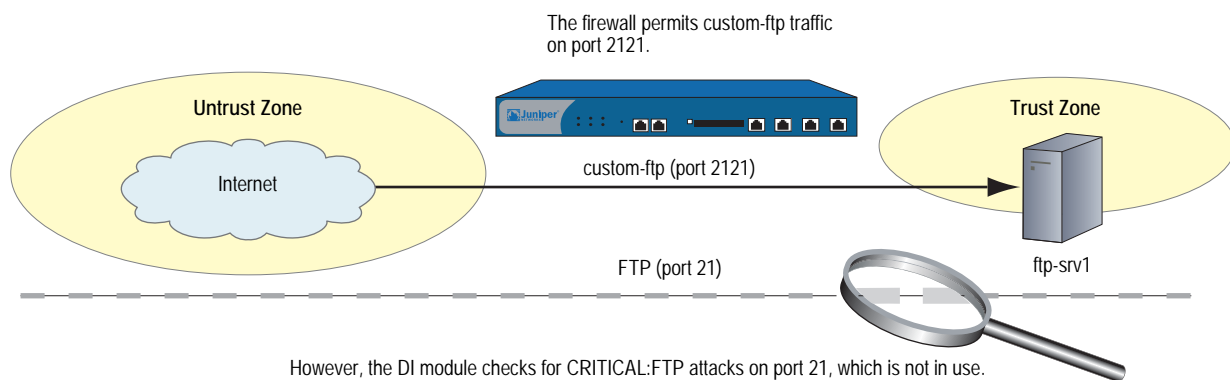 The firewall permits custom-ftp traffic
on port 2121.
Untrust Zone
Juniper
NETWORKS
Trust Zone
custom-ftp (port 2121)
Internet
FTP (port 21)
ftp-srv1
However, the DI module checks for CRITICAL:FTP attacks on port 21, which is not in use.